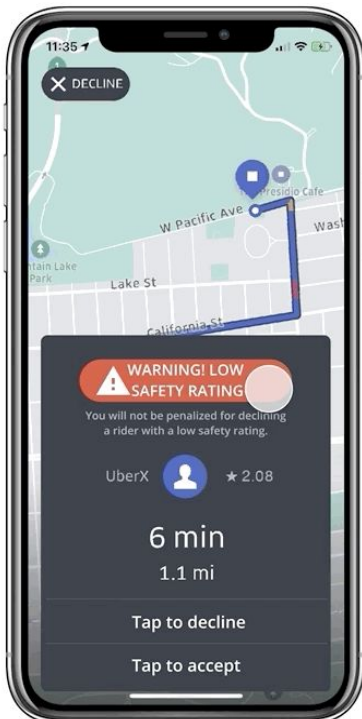 11:35
DECLINE
Presidio Cafe
W Pacific Ave
Wash
ntain Lake
Park
Lake St
California St
WARNING! LOW
SAFETY RATING
You will not be penalized for declining
a rider with a low safety rating.
UberX ★ 2.08
6 min
1.1 mi
Tap to decline
Tap to accept